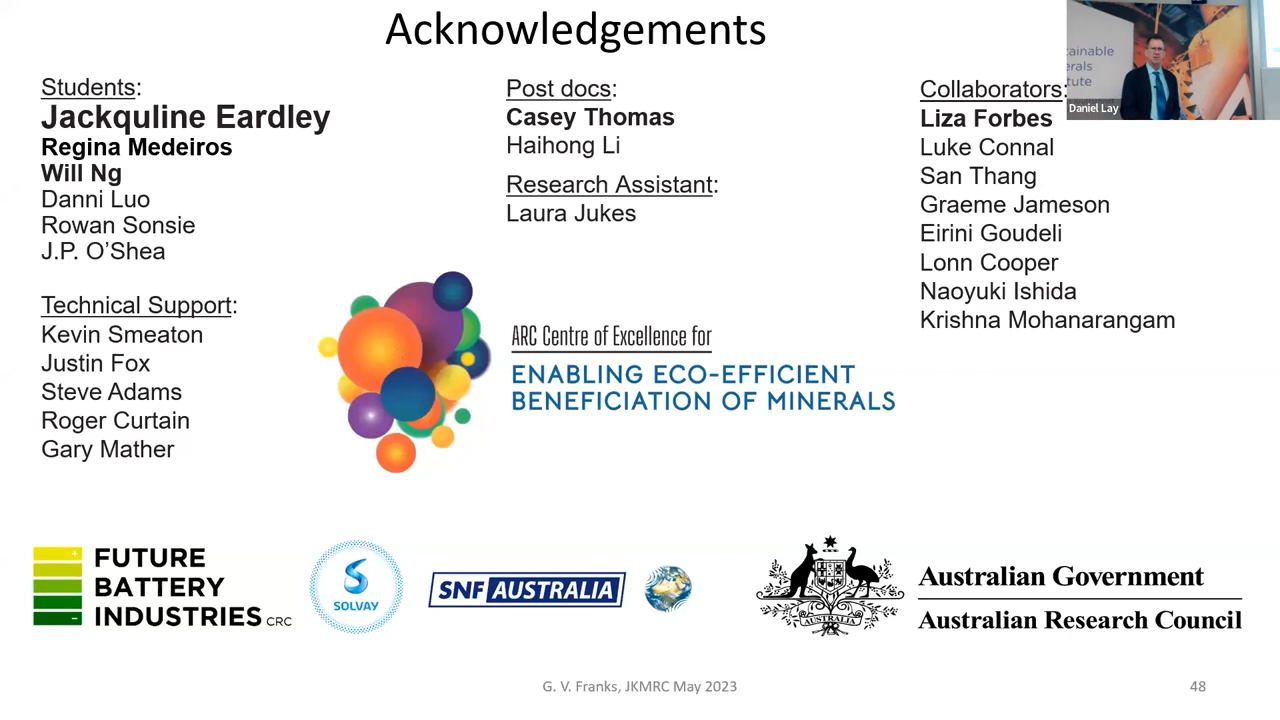 Acknowledgements
Students:
Jackquline Eardley
Regina Medeiros
Will Ng
Danni Luo
Rowan Sonsie
J.P. O’Shea
Technical Support:
Kevin Smeaton
Justin Fox
Steve Adams
Roger Curtain
Gary Mather
Post docs:
Casey Thomas
Haihong Li
Research Assistant:
Laura Jukes
Collaborators:
Liza Forbes
Luke Connal
San Thang
Graeme Jameson
Eirini Goudeli
Lonn Cooper
Naoyuki Ishida
Krishna Mohanarangam
ainable
erals
tute
Daniel Lay
ARC Centre of Excellence for
ENABLING ECO-EFFICIENT
BENEFICIATION OF MINERALS
FUTURE
BATTERY
INDUSTRIES CRC
SOLVAY
SNF AUSTRALIA
AUSTRALIA
Australian Government
Australian Research Council
G. V. Franks, JKMRC May 2023
48